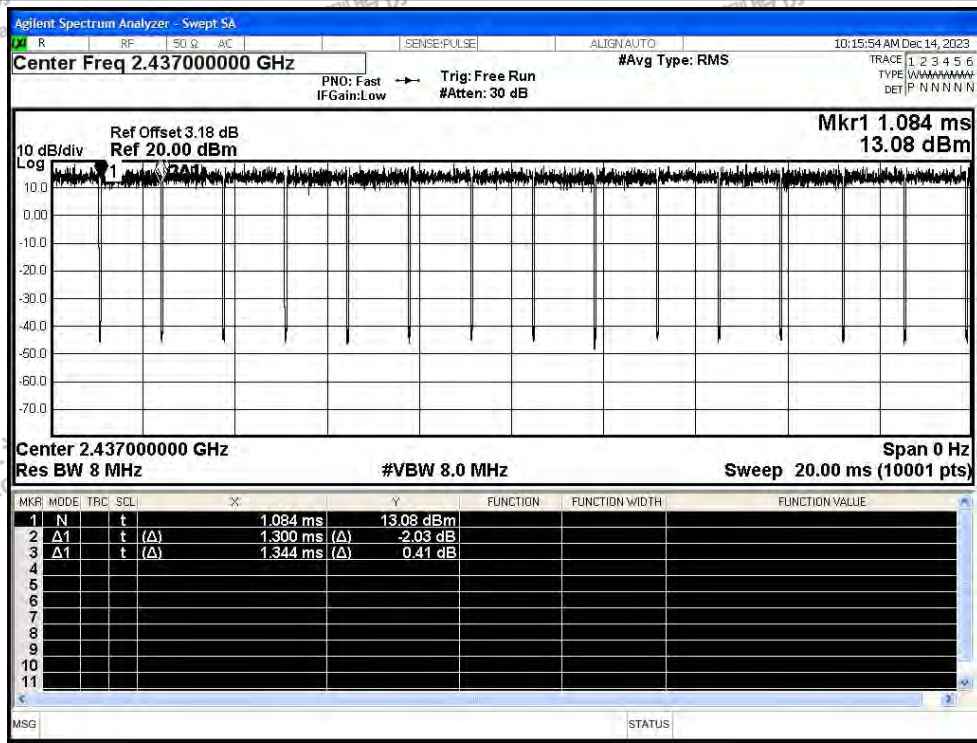 Agilent Spectrum Analyzer - Swept SA
R RF 50 Ω AC SENSE:PULSE ALIGN AUTO 10:15:54 AM Dec 14, 2023
Center Freq 2.437000000 GHz
PNO: Fast
IFGain:Low
Trig: Free Run
#Atten: 30 dB
#Avg Type: RMS
TRACE 1 2 3 4 5 6
TYPE
DET P N N N N N
Mkr1 1.084 ms
13.08 dBm
Ref Offset 3.18 dB
10 dB/div Ref 20.00 dBm
Log
1
10.0
0.00
-10.0
-20.0
-30.0
-40.0
-50.0
-60.0
-70.0
Center 2.437000000 GHz Span 0 Hz
Res BW 8 MHz #VBW 8.0 MHz Sweep 20.00 ms (10001 pts)
MKR MODE TRC SCL X Y FUNCTION FUNCTION WIDTH FUNCTION VALUE
1 N t 1.084 ms 13.08 dBm
2 Δ1 t (Δ) 1.300 ms (Δ) -2.03 dB
3 Δ1 t (Δ) 1.344 ms (Δ) 0.41 dB
4
5
6
7
8
9
10
11
MSG STATUS